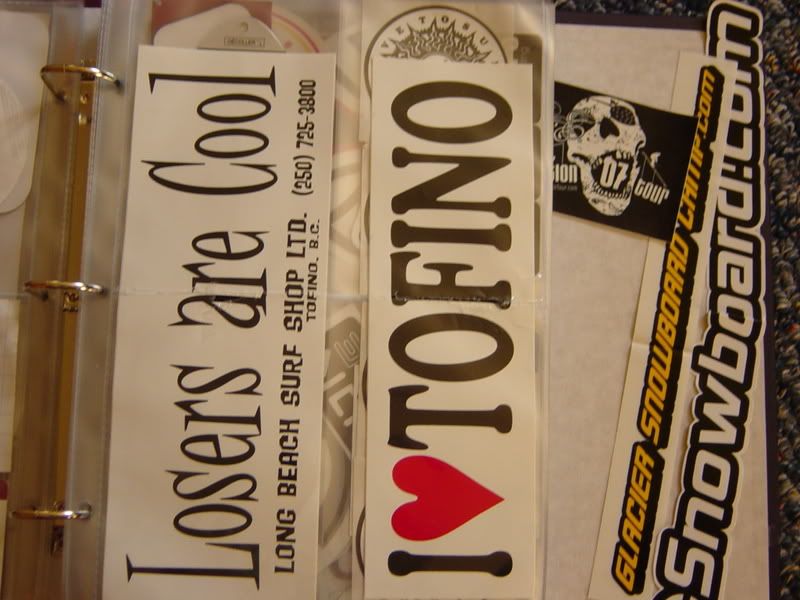 Losers are Cool
LONG BEACH SURF SHOP LTD. (250) 725-3800
TOFINO, B.C.
I ♥ TOFINO
07
tour
GLACIER SNOWBOARD CAMP.com
Snowboard.com